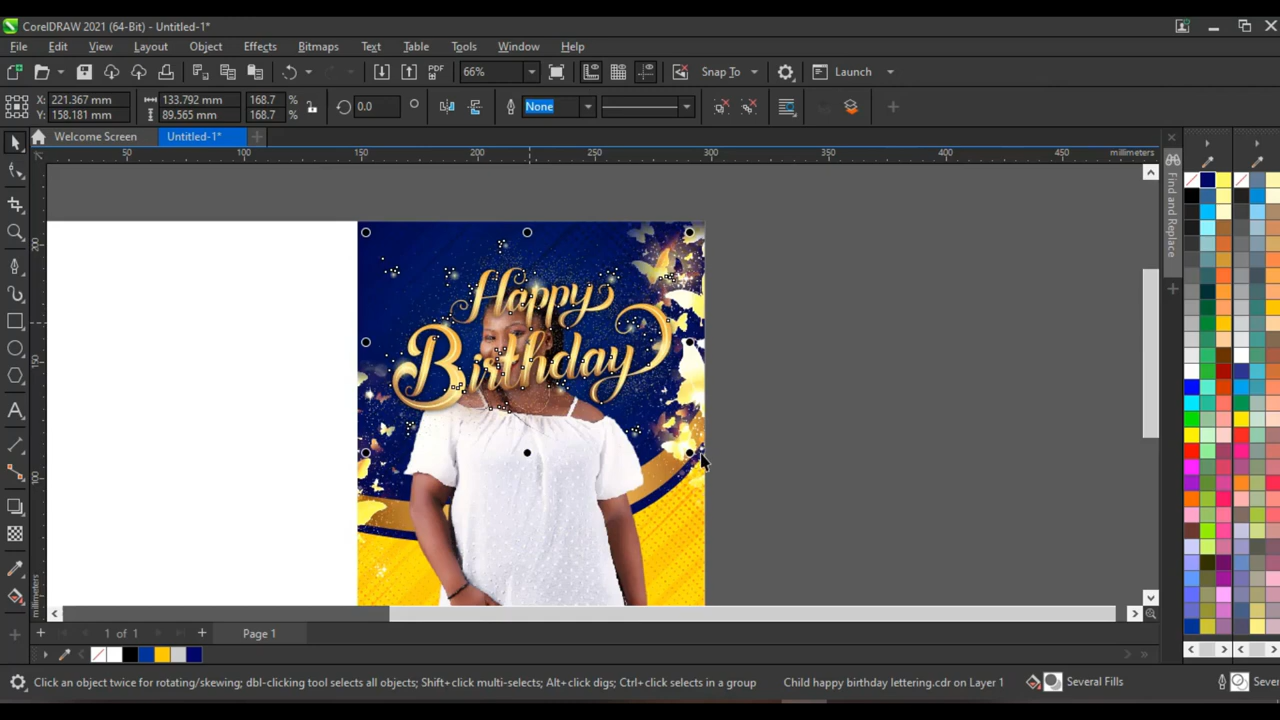 CorelDRAW 2021 (64-Bit) - Untitled-1*
File Edit View Layout Object Effects Bitmaps Text Table Tools Window Help
PDF 66% Snap To Launch
X: 221.367 mm 133.792 mm 168.7 % 0.0 None
Y: 158.181 mm 89.565 mm 168.7 %
Welcome Screen Untitled-1*
50 100 150 200 250 300 350 400 450 millimeters
200
150
100
millimeters
Find and Replace
Happy
Birthday
1 of 1 Page 1
Click an object twice for rotating/skewing; dbl-clicking tool selects all objects; Shift+click multi-selects; Alt+click digs; Ctrl+click selects in a group Child happy birthday lettering.cdr on Layer 1 Several Fills